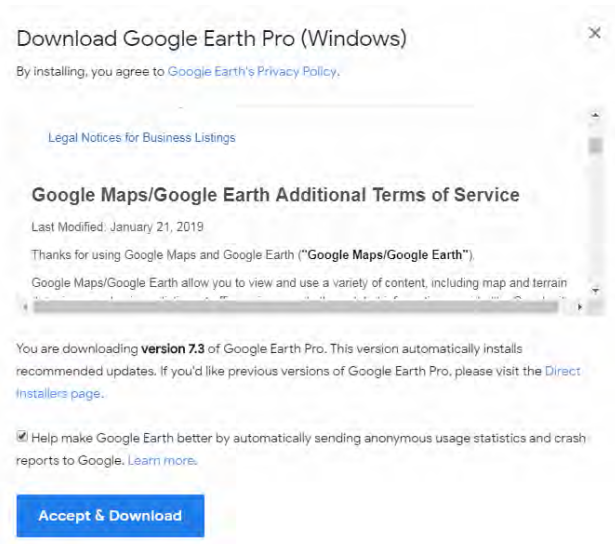 Download Google Earth Pro (Windows)
By installing, you agree to Google Earth's Privacy Policy.
Legal Notices for Business Listings
Google Maps/Google Earth Additional Terms of Service
Last Modified: January 21, 2019
Thanks for using Google Maps and Google Earth ("Google Maps/Google Earth").
Google Maps/Google Earth allow you to view and use a variety of content, including map and terrain
You are downloading version 7.3 of Google Earth Pro. This version automatically installs
recommended updates. If you'd like previous versions of Google Earth Pro, please visit the Direct
Installers page.
Help make Google Earth better by automatically sending anonymous usage statistics and crash
reports to Google. Learn more.
Accept & Download